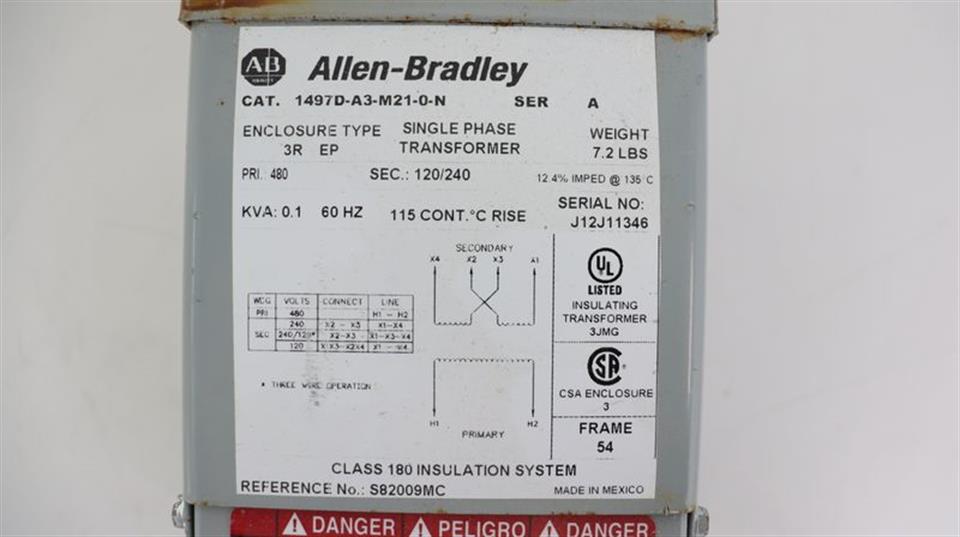 AB
Allen-Bradley
CAT. 1497D-A3-M21-0-N SER A
ENCLOSURE TYPE SINGLE PHASE WEIGHT
3R EP TRANSFORMER 7.2 LBS
PRI. 480 SEC.: 120/240 12.4% IMPED @ 135°C
KVA: 0.1 60 HZ 115 CONT.°C RISE SERIAL NO:
J12J11346
SECONDARY
X4 X2 X3 X1
UL
LISTED
INSULATING
TRANSFORMER
3JMG
WDG VOLTS CONNECT LINE
PRI 480 H1 - H2
SEC 240 X2 - X3 X1-X4
240/120* X2-X3 X1-X3-X4
120 X1X3-X2X4 X1 - X4
* THREE WIRE OPERATION
SA
CSA ENCLOSURE
3
H1 H2
PRIMARY
FRAME
54
CLASS 180 INSULATION SYSTEM
REFERENCE No.: S82009MC MADE IN MEXICO
DANGER PELIGRO DANGER